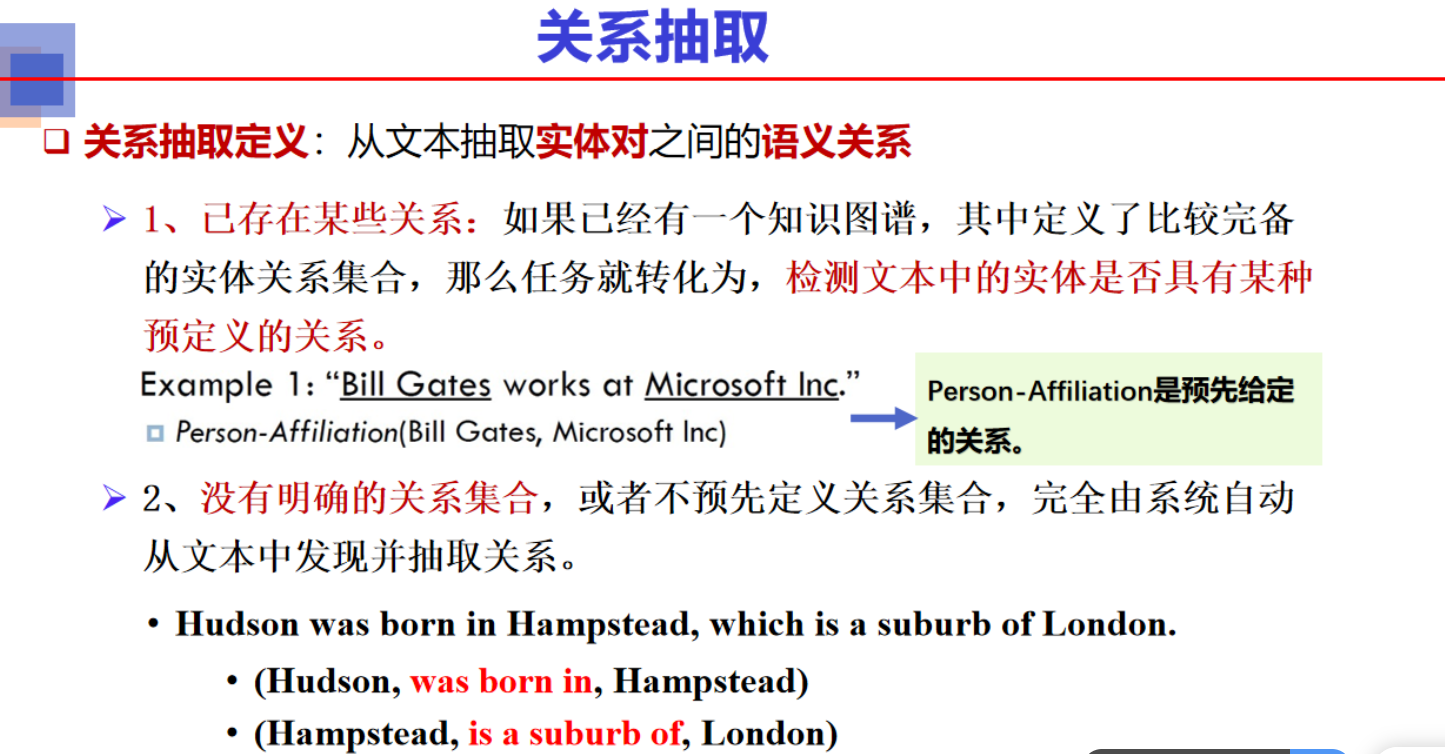 关系抽取
关系抽取定义：从文本抽取实体对之间的语义关系
1、已存在某些关系：如果已经有一个知识图谱，其中定义了比较完备
的实体关系集合，那么任务就转化为，检测文本中的实体是否具有某种
预定义的关系。
Example 1: “Bill Gates works at Microsoft Inc.”
Person-Affiliation(Bill Gates, Microsoft Inc)
Person-Affiliation是预先给定
的关系。
2、没有明确的关系集合，或者不预先定义关系集合，完全由系统自动
从文本中发现并抽取关系。
• Hudson was born in Hampstead, which is a suburb of London.
• (Hudson, was born in, Hampstead)
• (Hampstead, is a suburb of, London)